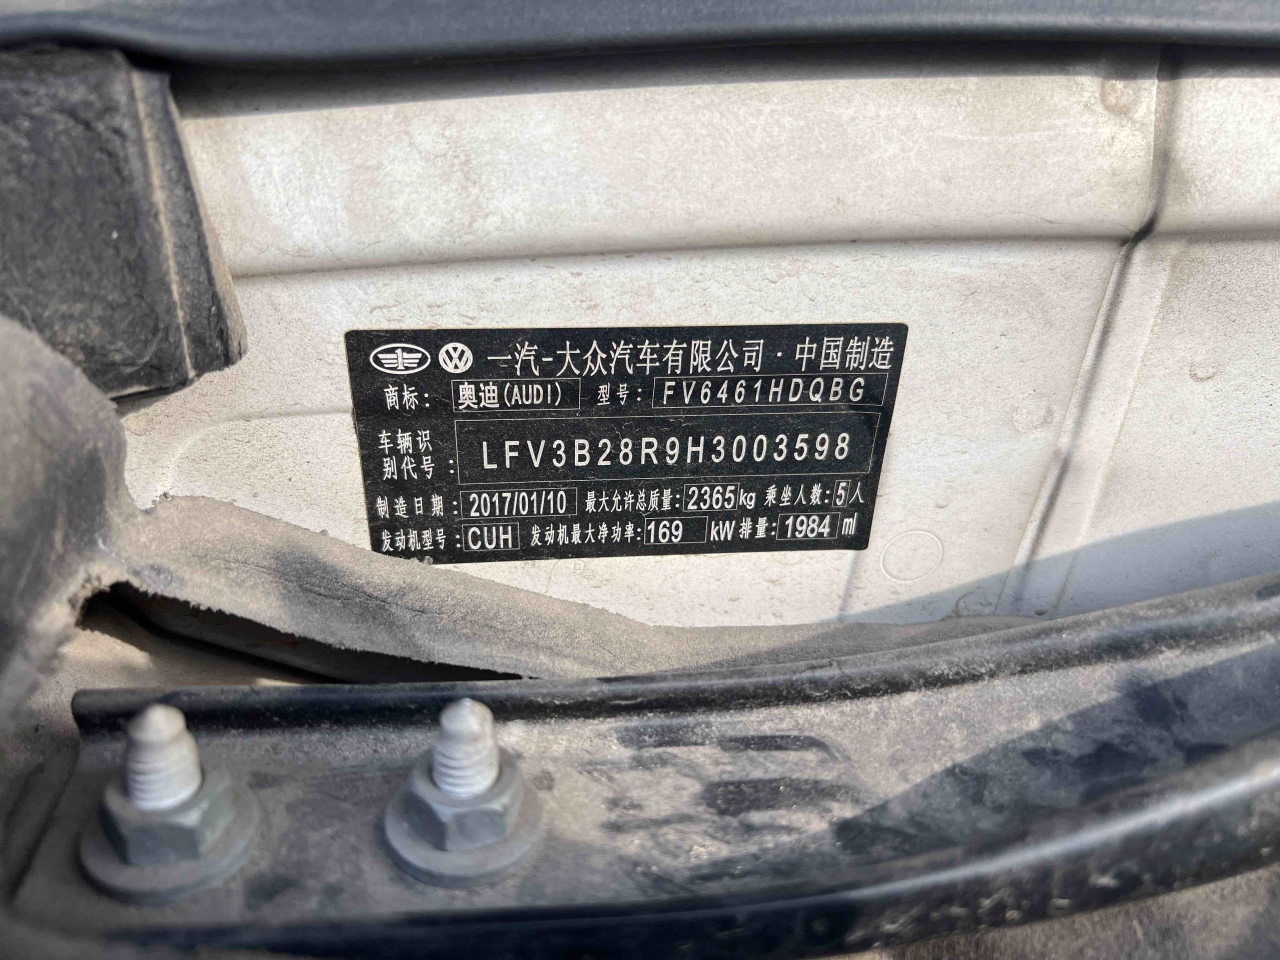 一汽-大众汽车有限公司·中国制造
商标: 奥迪(AUDI) 型号: FV6461HDQBG
车辆识别代号: LFV3B28R9H3003598
制造日期: 2017/01/10 最大允许总质量: 2365kg 乘坐人数: 5人
发动机型号: CUH 发动机最大净功率: 169 kW 排量: 1984 ml